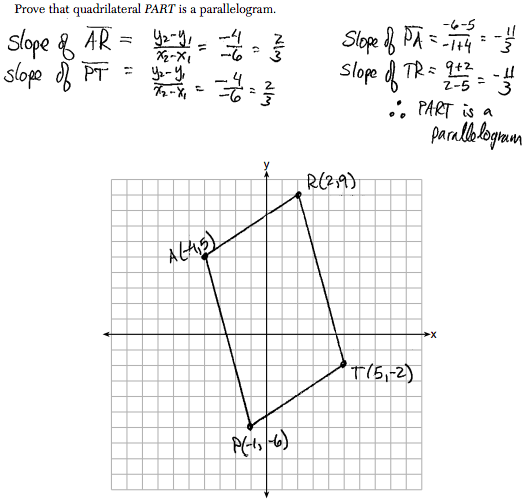 Prove that quadrilateral PART is a parallelogram.
Slope of AR = y₂-y₁/x₂-x₁ = -4/-6 = 2/3
slope of PT = y₂-y₁/x₂-x₁ = -4/-6 = 2/3
Slope of PA = -6-5/-1+4 = -11/3
Slope of TR = 9+2/2-5 = -11/3
∴ PART is a
parallelogram
y
R(2,9)
A(-4,5)
x
T(5,-2)
P(-1,-6)